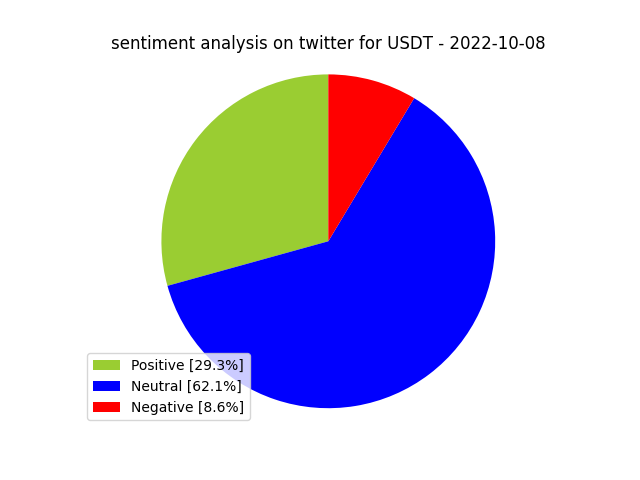 sentiment analysis on twitter for USDT - 2022-10-08
Positive [29.3%]
Neutral [62.1%]
Negative [8.6%]